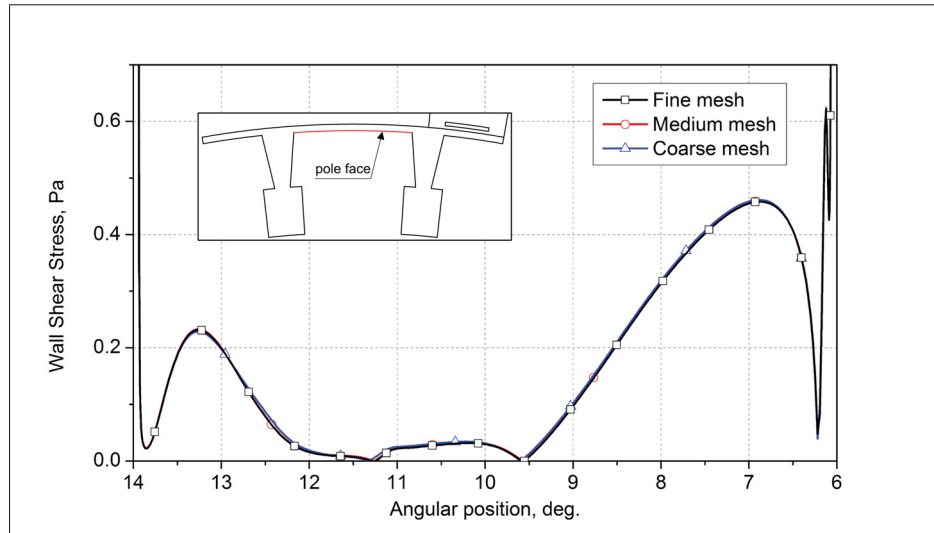 Wall Shear Stress, Pa
0.6
0.4
0.2
0.0
pole face
Fine mesh
Medium mesh
Coarse mesh
14 13 12 11 10 9 8 7 6
Angular position, deg.